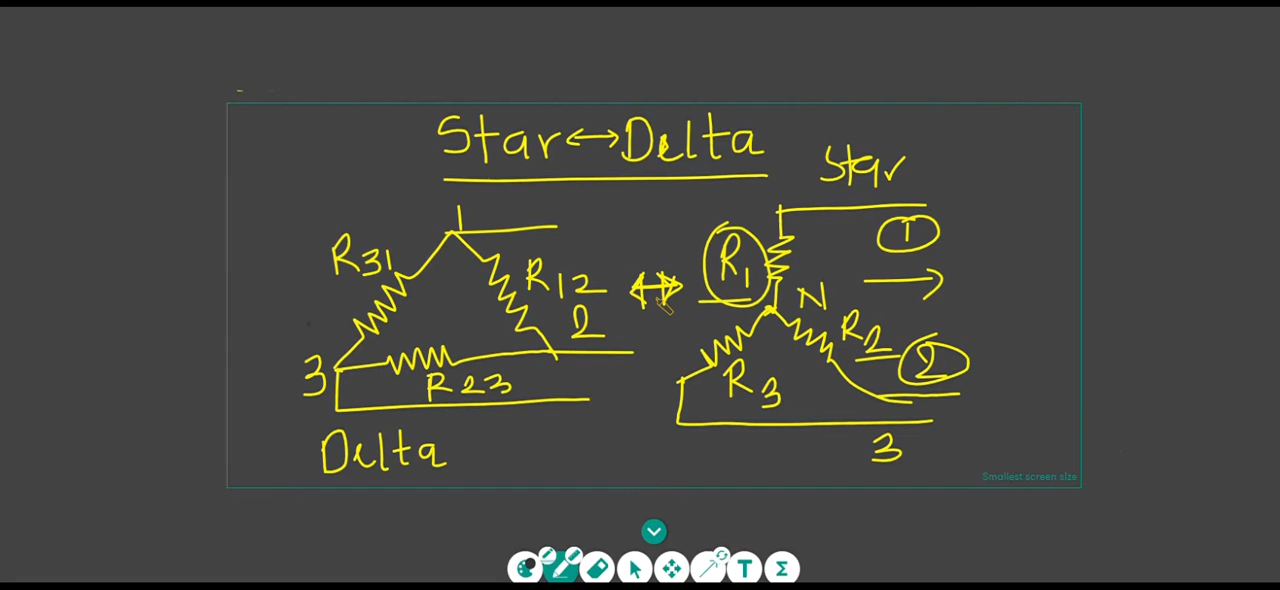 Star↔Delta
Star
1
R31
R12
2
R23
3
Delta
R1
1
N
R2
2
R3
3
Smallest screen size
T
Σ